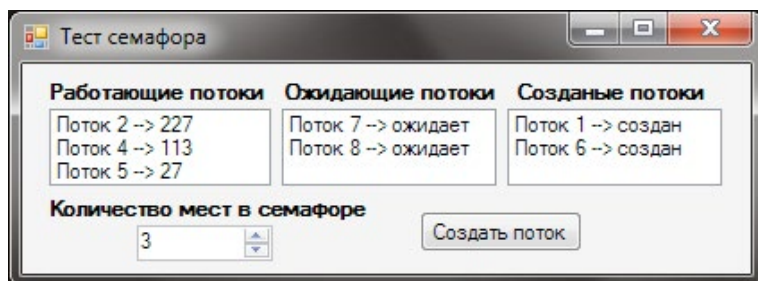 Тест семафора
Работающие потоки Ожидающие потоки Созданые потоки
Поток 2 --> 227 Поток 7 --> ожидает Поток 1 --> создан
Поток 4 --> 113 Поток 8 --> ожидает Поток 6 --> создан
Поток 5 --> 27
Количество мест в семафоре
3 Создать поток